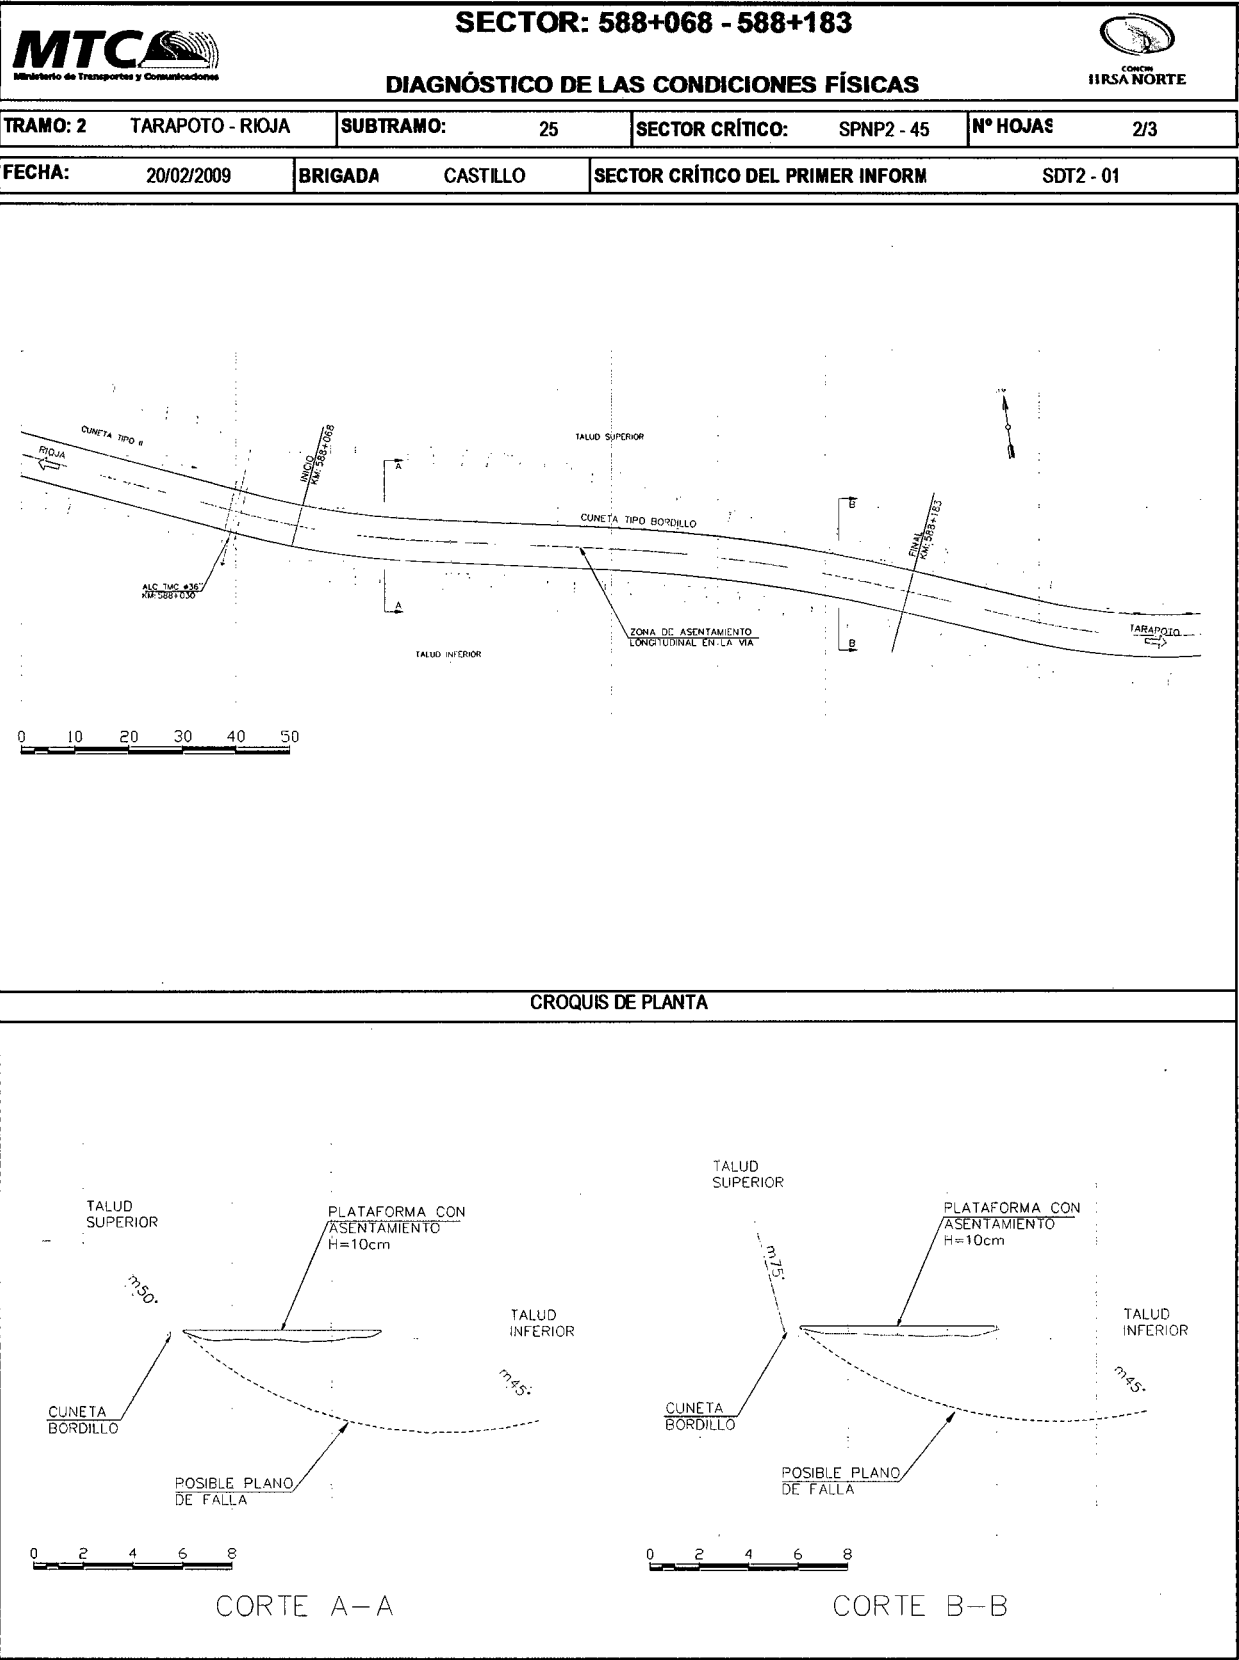 SECTOR: 588+068 - 588+183
MTC
Ministerio de Transportes y Comunicaciones
DIAGNÓSTICO DE LAS CONDICIONES FÍSICAS
CONCIN
IIRSA NORTE
TRAMO: 2 TARAPOTO - RIOJA SUBTRAMO: 25 SECTOR CRÍTICO: SPNP2 - 45 Nº HOJAS 2/3
FECHA: 20/02/2009 BRIGADA CASTILLO SECTOR CRÍTICO DEL PRIMER INFORM SDT2 - 01
CUNETA TIPO II
RIOJA
INICIO
KM: 588+068
A
TALUD SUPERIOR
CUNETA TIPO BORDILLO
B
FINAL
KM: 588+183
ALC. TMC ø36"
KM: 588+030
A
ZONA DE ASENTAMIENTO
LONGITUDINAL EN LA VIA
TALUD INFERIOR
B
TARAPOTO
0 10 20 30 40 50
CROQUIS DE PLANTA
TALUD
SUPERIOR
PLATAFORMA CON
ASENTAMIENTO
H=10cm
m50°
TALUD
INFERIOR
m45°
CUNETA
BORDILLO
POSIBLE PLANO
DE FALLA
0 2 4 6 8
CORTE A-A
TALUD
SUPERIOR
PLATAFORMA CON
ASENTAMIENTO
H=10cm
m75°
TALUD
INFERIOR
m45°
CUNETA
BORDILLO
POSIBLE PLANO
DE FALLA
0 2 4 6 8
CORTE B-B